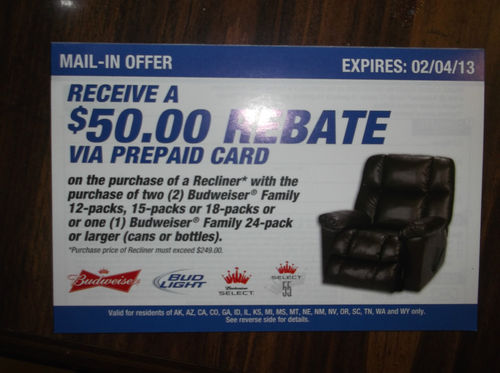 MAIL-IN OFFER
EXPIRES: 02/04/13
RECEIVE A
$50.00 REBATE
VIA PREPAID CARD
on the purchase of a Recliner* with the
purchase of two (2) Budweiser® Family
12-packs, 15-packs or 18-packs or
or one (1) Budweiser® Family 24-pack
or larger (cans or bottles).
*Purchase price of Recliner must exceed $249.00.
Budweiser
BUD
LIGHT
Budweiser
SELECT.
SELECT
55
Valid for residents of AK, AZ, CA, CO, GA, ID, IL, KS, MI, MS, MT, NE, NM, NV, OR, SC, TN, WA and WY only.
See reverse side for details.